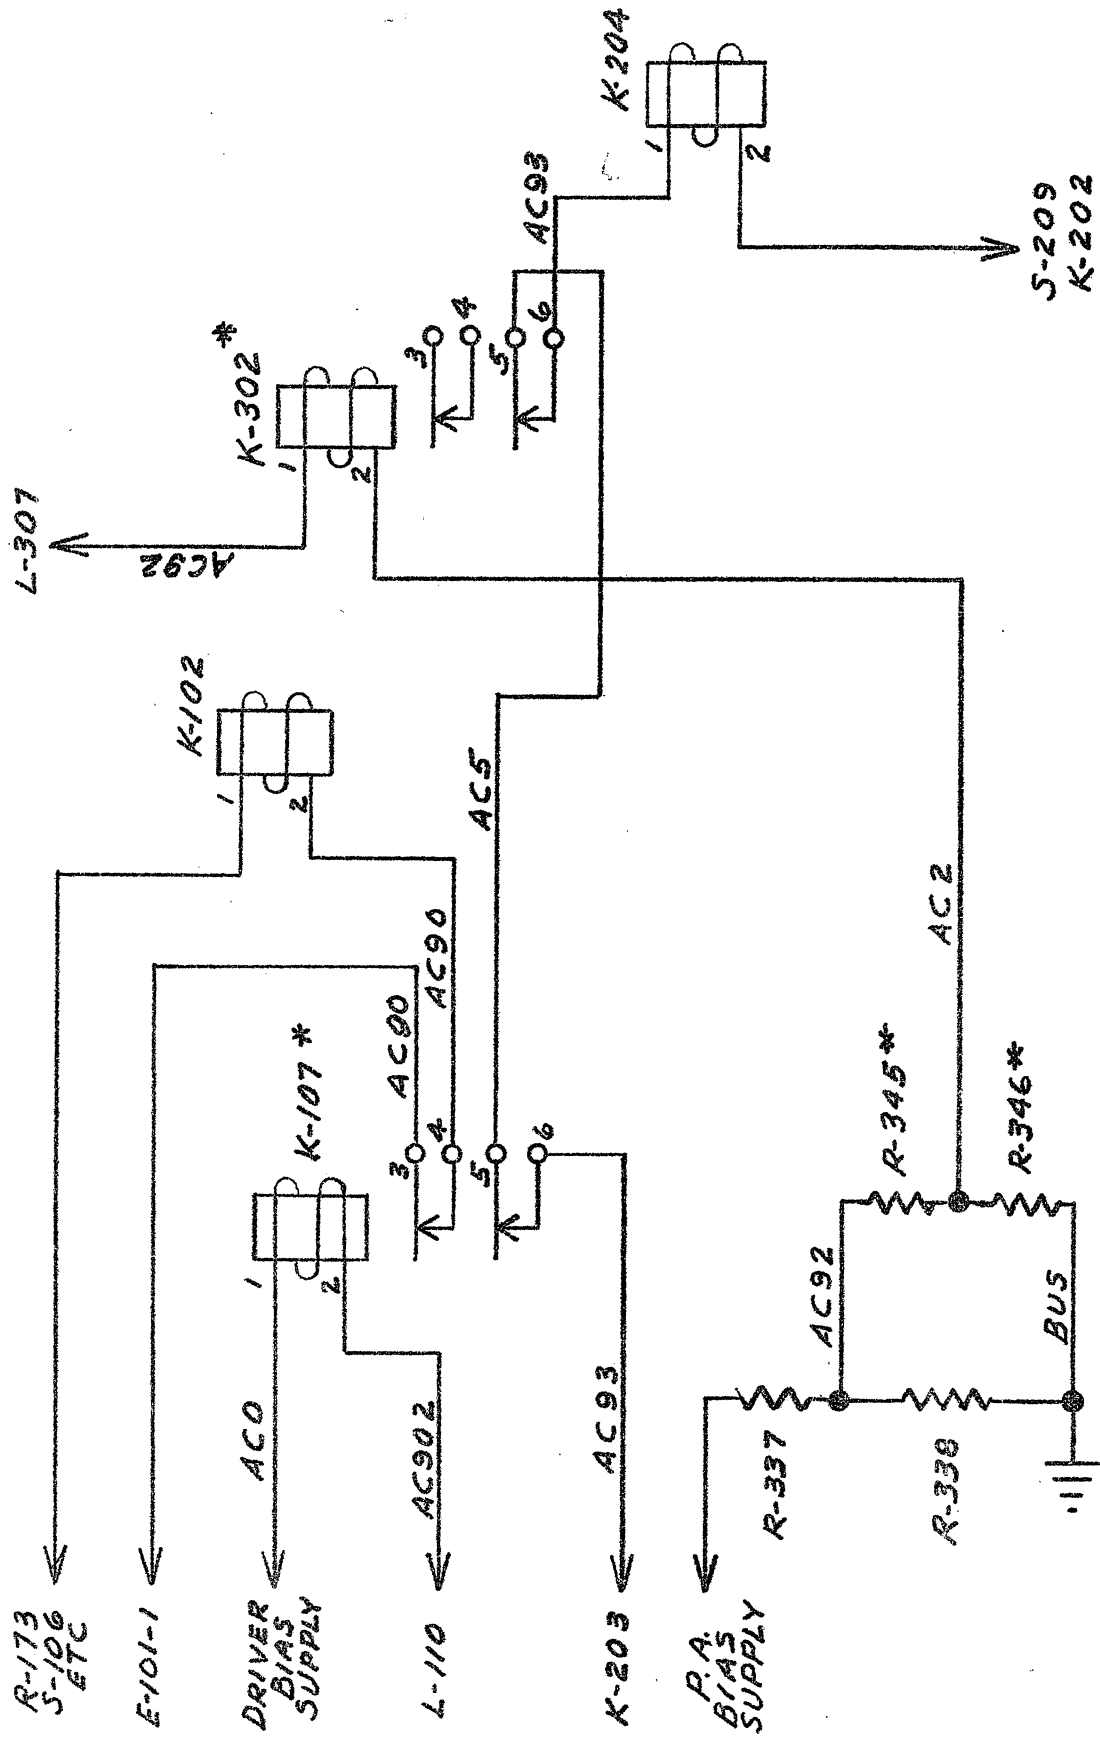 L-307
R-173
S-106
ETC
E-101-1
AC92
K-102
1
2
K-302*
1
2
DRIVER
BIAS
SUPPLY
AC0
1
2
K-107*
AC90
3
4
AC90
5
6
3
4
5
6
L-110
AC902
AC5
AC93
K-204
1
2
K-203
AC93
P.A.
BIAS
SUPPLY
R-337
AC92
R-345*
AC2
R-338
BUS
R-346*
S-209
K-202